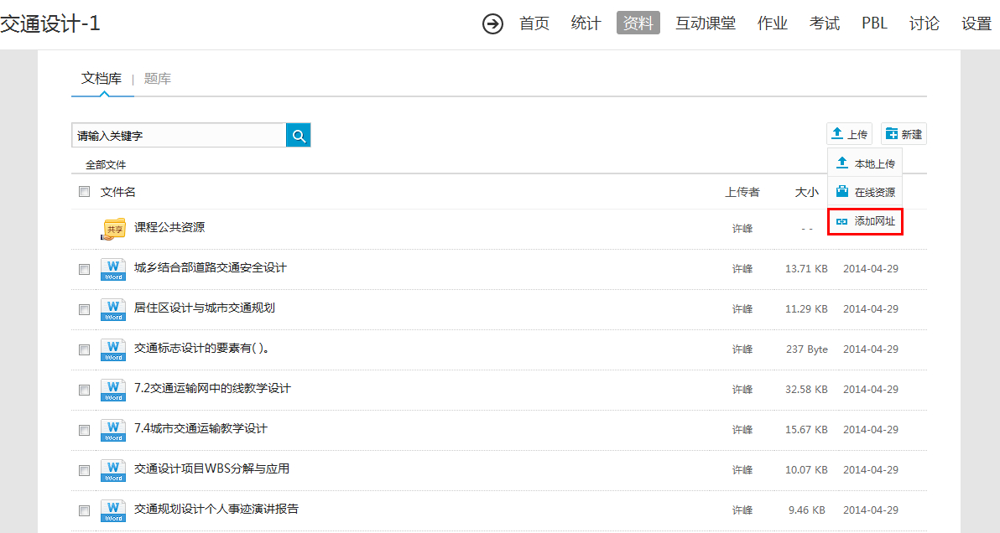 交通设计-1
首页 统计 资料 互动课堂 作业 考试 PBL 讨论 设置
文档库 | 题库
请输入关键字
上传 新建
本地上传
全部文件
在线资源
文件名 上传者 大小
添加网址
共享 课程公共资源 许峰 - -
W Word 城乡结合部道路交通安全设计 许峰 13.71 KB 2014-04-29
W Word 居住区设计与城市交通规划 许峰 11.29 KB 2014-04-29
W Word 交通标志设计的要素有( )。 许峰 237 Byte 2014-04-29
W Word 7.2交通运输网中的线教学设计 许峰 32.58 KB 2014-04-29
W Word 7.4城市交通运输教学设计 许峰 15.67 KB 2014-04-29
W Word 交通设计项目WBS分解与应用 许峰 10.07 KB 2014-04-29
W Word 交通规划设计个人事迹演讲报告 许峰 9.46 KB 2014-04-29